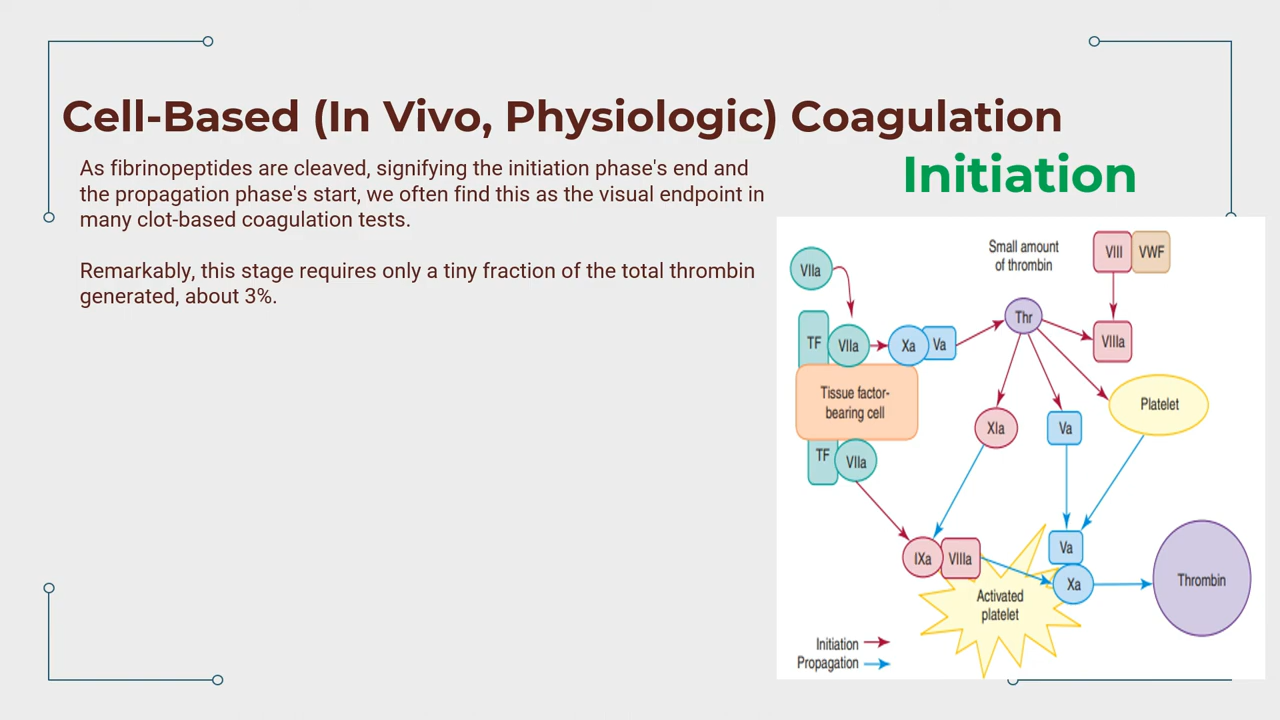 Cell-Based (In Vivo, Physiologic) Coagulation
Initiation
As fibrinopeptides are cleaved, signifying the initiation phase's end and
the propagation phase's start, we often find this as the visual endpoint in
many clot-based coagulation tests.
Remarkably, this stage requires only a tiny fraction of the total thrombin
generated, about 3%.
Small amount
of thrombin
VIII
VWF
VIIa
Thr
TF
VIIa
Xa
Va
VIIIa
Tissue factor-
bearing cell
Platelet
XIa
Va
TF
VIIa
IXa
VIIIa
Va
Xa
Thrombin
Activated
platelet
Initiation
Propagation